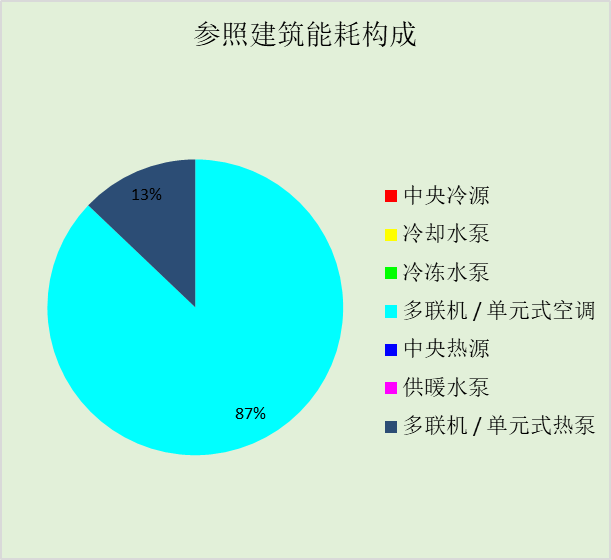 参照建筑能耗构成
13%
87%
中央冷源
冷却水泵
冷冻水泵
多联机 / 单元式空调
中央热源
供暖水泵
多联机 / 单元式热泵